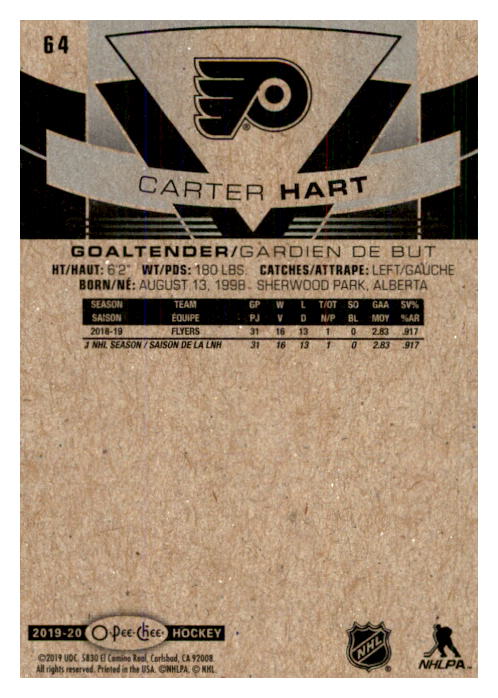 64
CARTER HART
GOALTENDER/GARDIEN DE BUT
HT/HAUT: 6'2" WT/PDS: 180 LBS. CATCHES/ATTRAPE: LEFT/GAUCHE
BORN/NÉ: AUGUST 13, 1998 - SHERWOOD PARK, ALBERTA
SEASON TEAM GP W L T/OT SO GAA SV%
SAISON ÉQUIPE PJ V D N/P BL MOY %AR
2018-19 FLYERS 31 16 13 1 0 2.83 .917
1 NHL SEASON / SAISON DE LA LNH 31 16 13 1 0 2.83 .917
2019-20 O-Pee-Chee HOCKEY
©2019 UDC. 5830 El Camino Real, Carlsbad, CA 92008.
All rights reserved. Printed in the USA. ©NHLPA. © NHL.
NHL
NHLPA